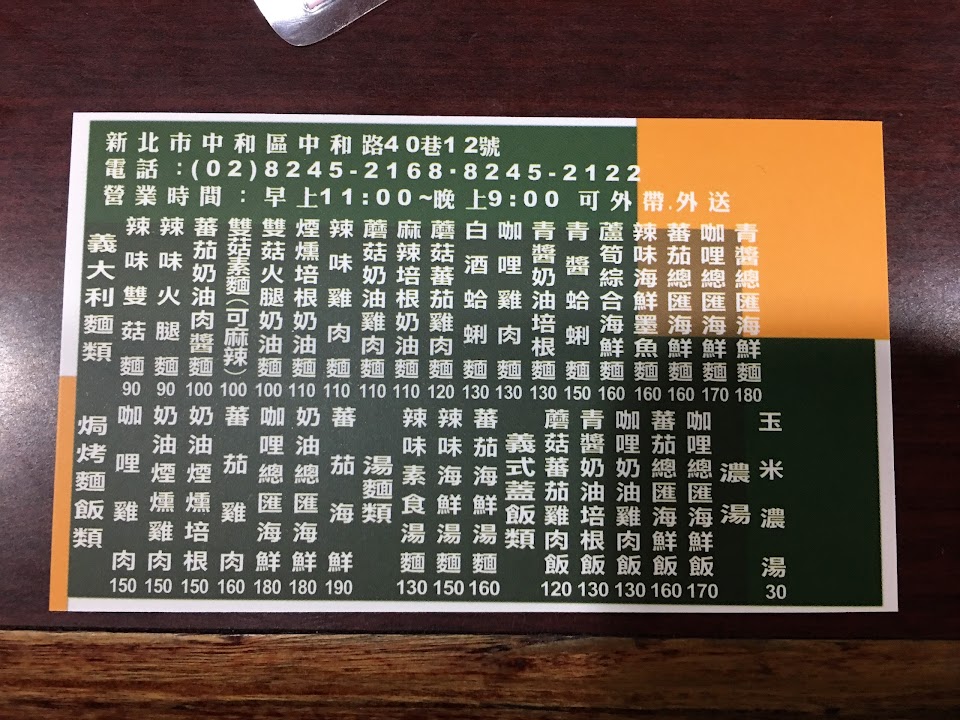 新北市中和區中和路40巷12號
電話:(02)8245-2168·8245-2122
營業時間：早上11:00~晚上9:00 可外帶.外送
義大利麵類
辣味雙菇麵 90
辣味火腿麵 90
蕃茄奶油肉醬麵 100
雙菇素麵(可麻辣) 100
雙菇火腿奶油麵 100
煙燻培根奶油麵 110
辣味雞肉麵 110
蘑菇奶油雞肉麵 110
麻辣培根奶油麵 110
蘑菇蕃茄雞肉麵 120
白酒蛤蜊麵 130
咖哩雞肉麵 130
青醬奶油培根麵 130
青醬蛤蜊麵 150
蘆筍綜合海鮮麵 160
辣味海鮮墨魚麵 160
蕃茄總匯海鮮麵 160
咖哩總匯海鮮麵 170
青醬總匯海鮮麵 180
焗烤麵飯類
咖哩雞肉 150
奶油煙燻雞肉 150
奶油煙燻培根 150
蕃茄雞肉 160
咖哩總匯海鮮 180
奶油總匯海鮮 180
蕃茄海鮮 190
湯麵類
辣味素食湯麵 130
辣味海鮮湯麵 150
蕃茄海鮮湯麵 160
義式蓋飯類
蘑菇蕃茄雞肉飯 120
青醬奶油培根飯 130
咖哩奶油雞肉飯 130
蕃茄總匯海鮮飯 160
咖哩總匯海鮮飯 170
濃湯
玉米濃湯 30